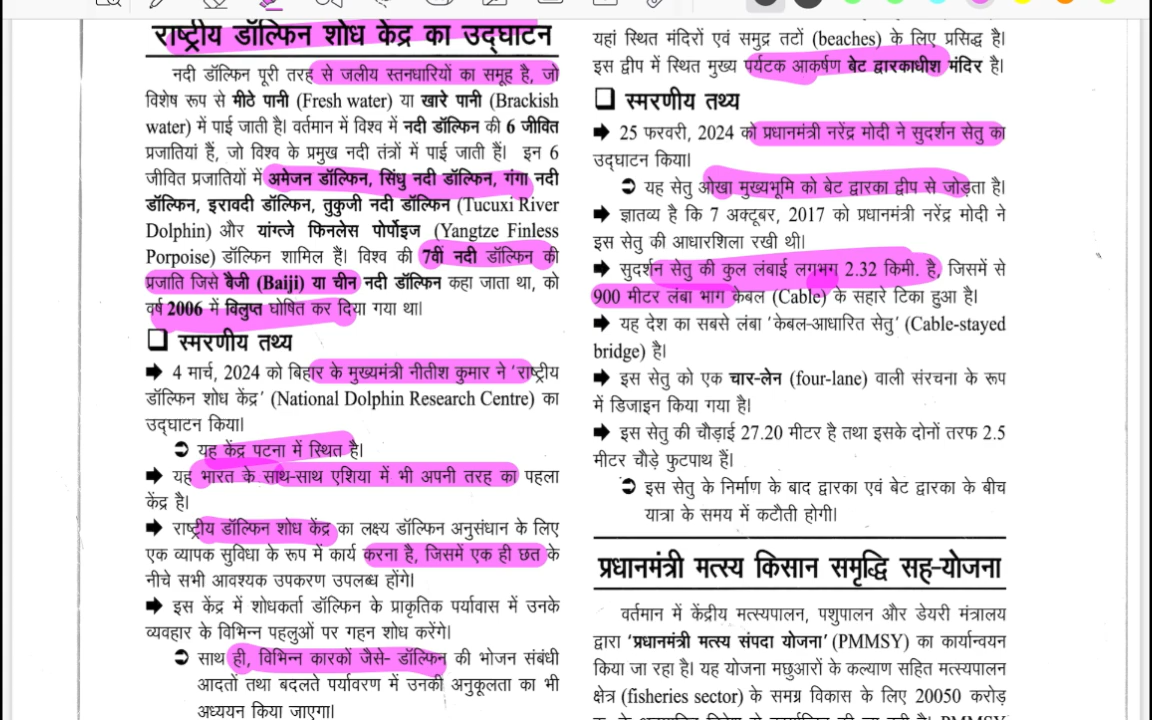 राष्ट्रीय डॉल्फिन शोध केंद्र का उद्घाटन
नदी डॉल्फिन पूरी तरह से जलीय स्तनधारियों का समूह है, जो
विशेष रूप से मीठे पानी (Fresh water) या खारे पानी (Brackish
water) में पाई जाती है। वर्तमान में विश्व में नदी डॉल्फिन की 6 जीवित
प्रजातियां हैं, जो विश्व के प्रमुख नदी तंत्रों में पाई जाती हैं। इन 6
जीवित प्रजातियों में अमेजन डॉल्फिन, सिंधु नदी डॉल्फिन, गंगा नदी
डॉल्फिन, इरावदी डॉल्फिन, तुकुजी नदी डॉल्फिन (Tucuxi River
Dolphin) और यांग्त्जे फिनलेस पोर्पोइज (Yangtze Finless
Porpoise) डॉल्फिन शामिल हैं। विश्व की 7वीं नदी डॉल्फिन की
प्रजाति जिसे बैजी (Baiji) या चीन नदी डॉल्फिन कहा जाता था, को
वर्ष 2006 में विलुप्त घोषित कर दिया गया था।
❑ स्मरणीय तथ्य
➡ 4 मार्च, 2024 को बिहार के मुख्यमंत्री नीतीश कुमार ने 'राष्ट्रीय
डॉल्फिन शोध केंद्र' (National Dolphin Research Centre) का
उद्घाटन किया।
➲ यह केंद्र पटना में स्थित है।
➡ यह भारत के साथ-साथ एशिया में भी अपनी तरह का पहला
केंद्र है।
➡ राष्ट्रीय डॉल्फिन शोध केंद्र का लक्ष्य डॉल्फिन अनुसंधान के लिए
एक व्यापक सुविधा के रूप में कार्य करना है, जिसमें एक ही छत के
नीचे सभी आवश्यक उपकरण उपलब्ध होंगे।
➡ इस केंद्र में शोधकर्ता डॉल्फिन के प्राकृतिक पर्यावास में उनके
व्यवहार के विभिन्न पहलुओं पर गहन शोध करेंगे।
➲ साथ ही, विभिन्न कारकों जैसे- डॉल्फिन की भोजन संबंधी
आदतों तथा बदलते पर्यावरण में उनकी अनुकूलता का भी
अध्ययन किया जाएगा।
यहां स्थित मंदिरों एवं समुद्र तटों (beaches) के लिए प्रसिद्ध है।
इस द्वीप में स्थित मुख्य पर्यटक आकर्षण बेट द्वारकाधीश मंदिर है।
❑ स्मरणीय तथ्य
➡ 25 फरवरी, 2024 को प्रधानमंत्री नरेंद्र मोदी ने सुदर्शन सेतु का
उद्घाटन किया।
➲ यह सेतु ओखा मुख्यभूमि को बेट द्वारका द्वीप से जोड़ता है।
➡ ज्ञातव्य है कि 7 अक्टूबर, 2017 को प्रधानमंत्री नरेंद्र मोदी ने
इस सेतु की आधारशिला रखी थी।
➡ सुदर्शन सेतु की कुल लंबाई लगभग 2.32 किमी. है, जिसमें से
900 मीटर लंबा भाग केबल (Cable) के सहारे टिका हुआ है।
➡ यह देश का सबसे लंबा 'केबल-आधारित सेतु' (Cable-stayed
bridge) है।
➡ इस सेतु को एक चार-लेन (four-lane) वाली संरचना के रूप
में डिजाइन किया गया है।
➡ इस सेतु की चौड़ाई 27.20 मीटर है तथा इसके दोनों तरफ 2.5
मीटर चौड़े फुटपाथ हैं।
➲ इस सेतु के निर्माण के बाद द्वारका एवं बेट द्वारका के बीच
यात्रा के समय में कटौती होगी।
प्रधानमंत्री मत्स्य किसान समृद्धि सह-योजना
वर्तमान में केंद्रीय मत्स्यपालन, पशुपालन और डेयरी मंत्रालय
द्वारा 'प्रधानमंत्री मत्स्य संपदा योजना' (PMMSY) का कार्यान्वयन
किया जा रहा है। यह योजना मछुआरों के कल्याण सहित मत्स्यपालन
क्षेत्र (fisheries sector) के समग्र विकास के लिए 20050 करोड़